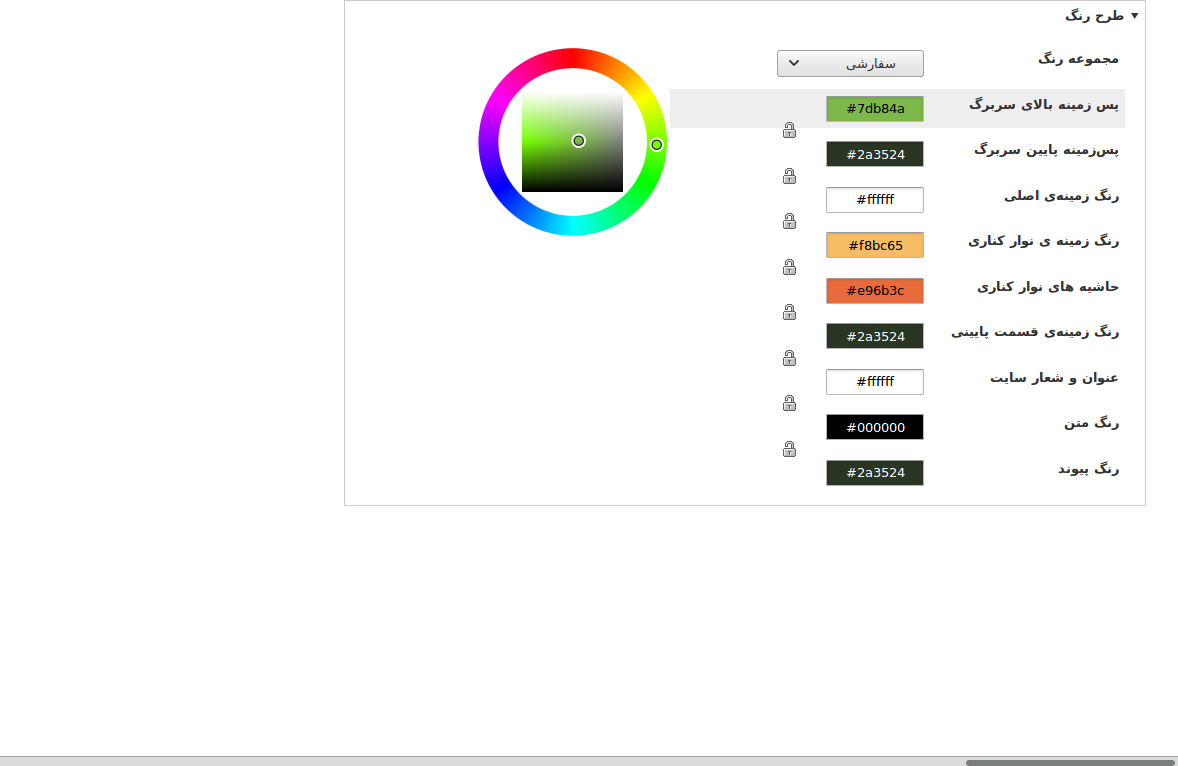 طرح رنگ
مجموعه رنگ
سفارشی
پس زمینه بالای سربرگ
#7db84a
پس‌زمینه پایین سربرگ
#2a3524
رنگ زمینه‌ی اصلی
#ffffff
رنگ زمینه ی نوار کناری
#f8bc65
حاشیه های نوار کناری
#e96b3c
رنگ زمینه‌ی قسمت پایینی
#2a3524
عنوان و شعار سایت
#ffffff
رنگ متن
#000000
رنگ پیوند
#2a3524